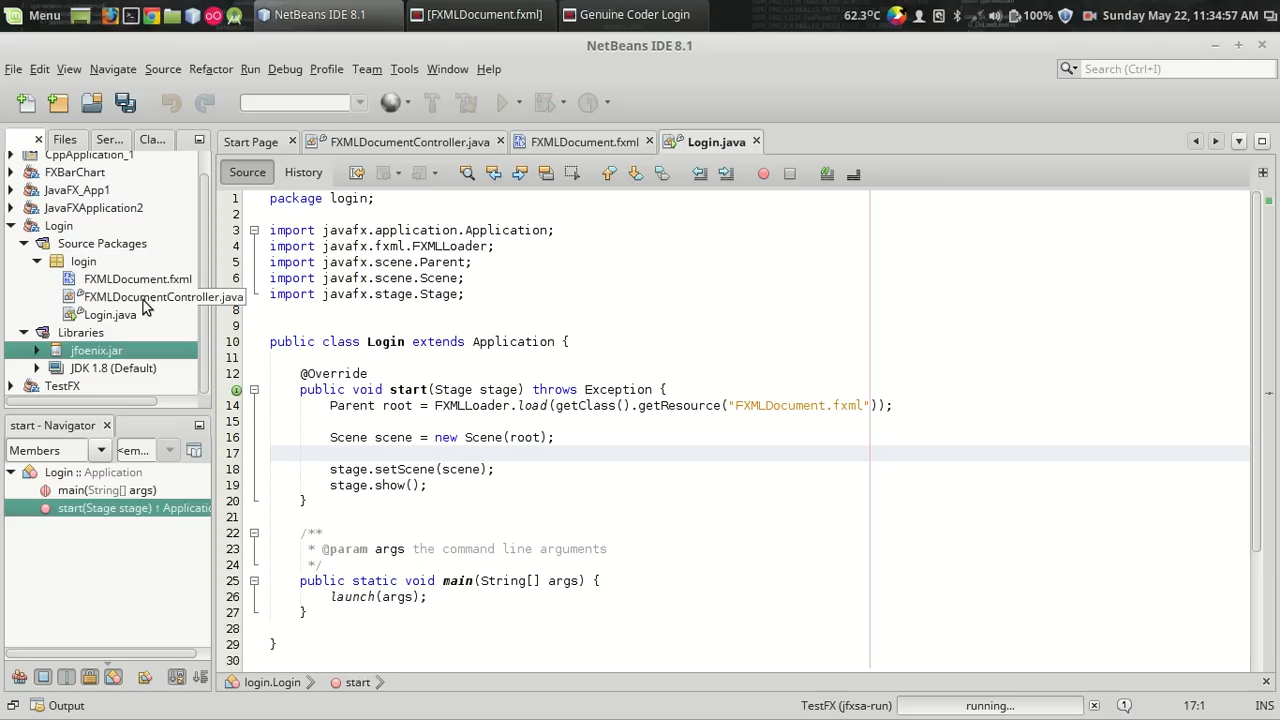 Menu
NetBeans IDE 8.1
[FXMLDocument.fxml]
Genuine Coder Login
62.3°C
100%
Sunday May 22, 11:34:57
NetBeans IDE 8.1
File Edit View Navigate Source Refactor Run Debug Profile Team Tools Window Help
Search (Ctrl+I)
Files
Ser...
Cla...
Start Page
FXMLDocumentController.java
FXMLDocument.fxml
Login.java
CppApplication_1
FXBarChart
JavaFX_App1
JavaFXApplication2
Login
Source Packages
login
FXMLDocument.fxml
FXMLDocumentController.java
Login.java
Libraries
jfoenix.jar
JDK 1.8 (Default)
TestFX
start - Navigator
Members
<em...
Login :: Application
main(String[] args)
start(Stage stage) ↑ Applicatio
Source
History
1 package login;
2
3 import javafx.application.Application;
4 import javafx.fxml.FXMLLoader;
5 import javafx.scene.Parent;
6 import javafx.scene.Scene;
7 import javafx.stage.Stage;
8
9
10 public class Login extends Application {
11
12 @Override
public void start(Stage stage) throws Exception {
14 Parent root = FXMLLoader.load(getClass().getResource("FXMLDocument.fxml"));
15
16 Scene scene = new Scene(root);
17
18 stage.setScene(scene);
19 stage.show();
20 }
21
22 /**
23 * @param args the command line arguments
24 */
25 public static void main(String[] args) {
26 launch(args);
27 }
28
29 }
30
login.Login
start
Output
TestFX (jfxsa-run)
running...
1
17:1
INS